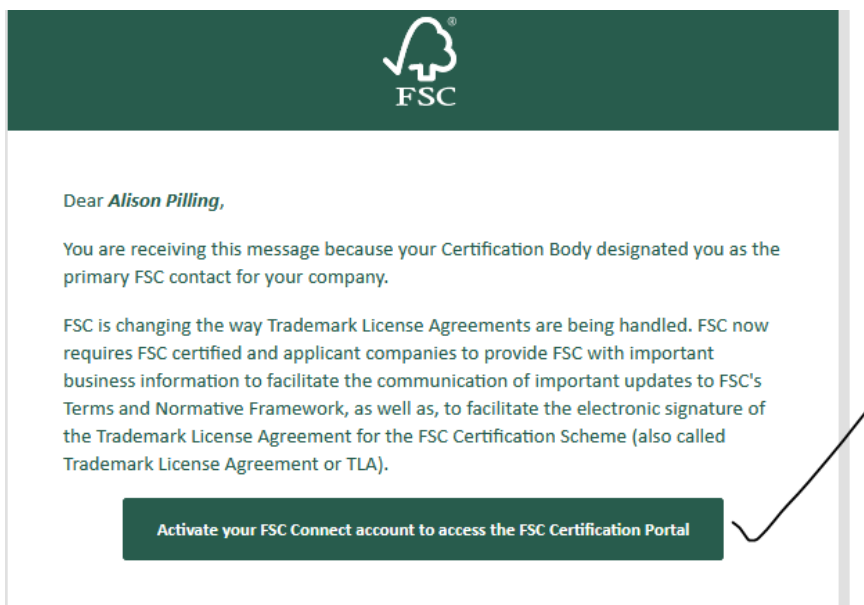 ®
FSC
Dear Alison Pilling,
You are receiving this message because your Certification Body designated you as the
primary FSC contact for your company.
FSC is changing the way Trademark License Agreements are being handled. FSC now
requires FSC certified and applicant companies to provide FSC with important
business information to facilitate the communication of important updates to FSC's
Terms and Normative Framework, as well as, to facilitate the electronic signature of
the Trademark License Agreement for the FSC Certification Scheme (also called
Trademark License Agreement or TLA).
Activate your FSC Connect account to access the FSC Certification Portal